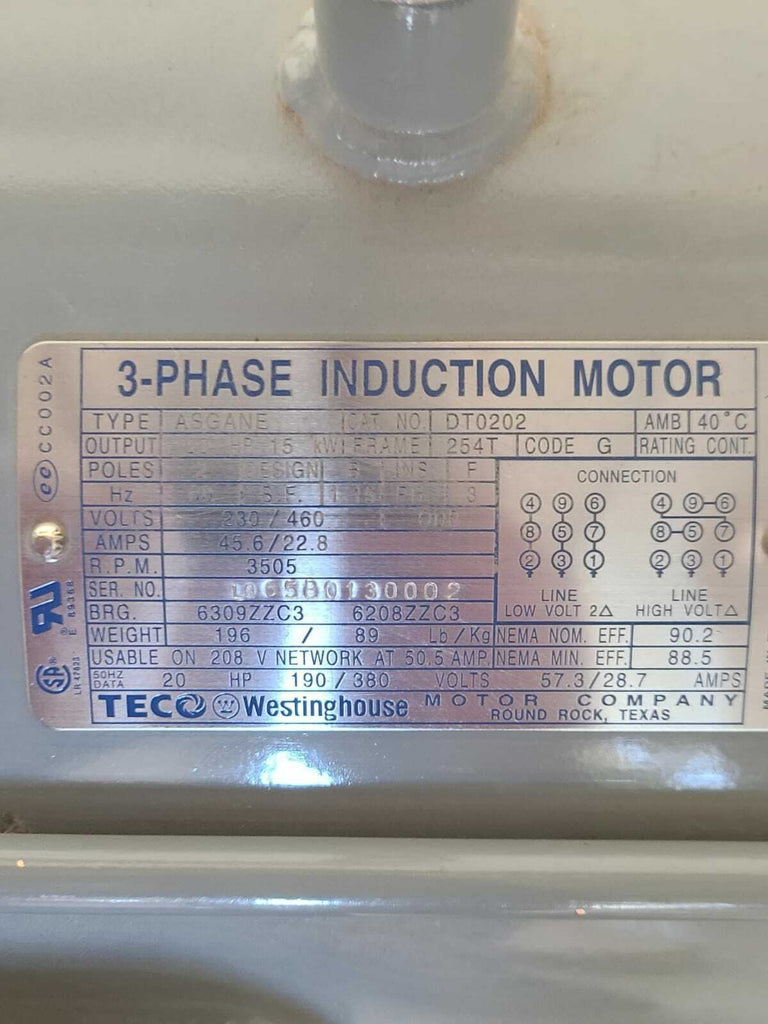 CC002A
3-PHASE INDUCTION MOTOR
TYPE ASGANE CAT. NO. DT0202 AMB 40°C
OUTPUT HP 15 kW FRAME 254T CODE G RATING CONT.
POLES DESIGN INS F
Hz S.F. PH 3
VOLTS 230 / 460
AMPS 45.6/22.8
R.P.M. 3505
SER. NO.
BRG. 6309ZZC3 6208ZZC3
CONNECTION
4 9 6 4 9 6
8 5 7 8 5 7
2 3 1 2 3 1
LINE LINE
LOW VOLT 2△ HIGH VOLT△
WEIGHT 196 / 89 Lb/Kg NEMA NOM. EFF. 90.2
USABLE ON 208 V NETWORK AT 50.5 AMP. NEMA MIN. EFF. 88.5
50HZ DATA 20 HP 190/380 VOLTS 57.3/28.7 AMPS
TECO Westinghouse MOTOR COMPANY
ROUND ROCK, TEXAS